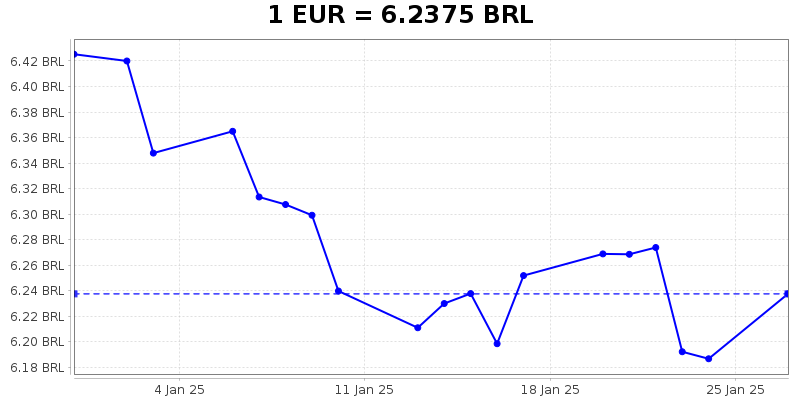 1 EUR = 6.2375 BRL
6.42 BRL
6.40 BRL
6.38 BRL
6.36 BRL
6.34 BRL
6.32 BRL
6.30 BRL
6.28 BRL
6.26 BRL
6.24 BRL
6.22 BRL
6.20 BRL
6.18 BRL
4 Jan 25
11 Jan 25
18 Jan 25
25 Jan 25